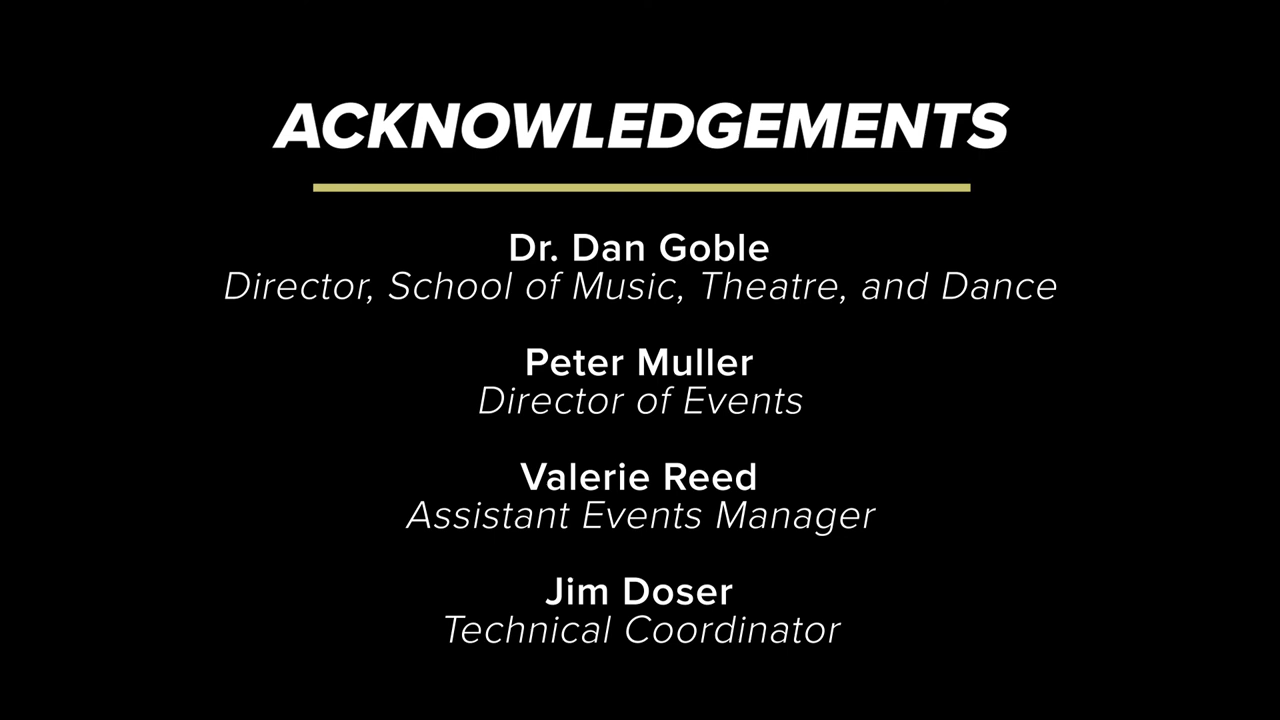 ACKNOWLEDGEMENTS
Dr. Dan Goble
Director, School of Music, Theatre, and Dance
Peter Muller
Director of Events
Valerie Reed
Assistant Events Manager
Jim Doser
Technical Coordinator